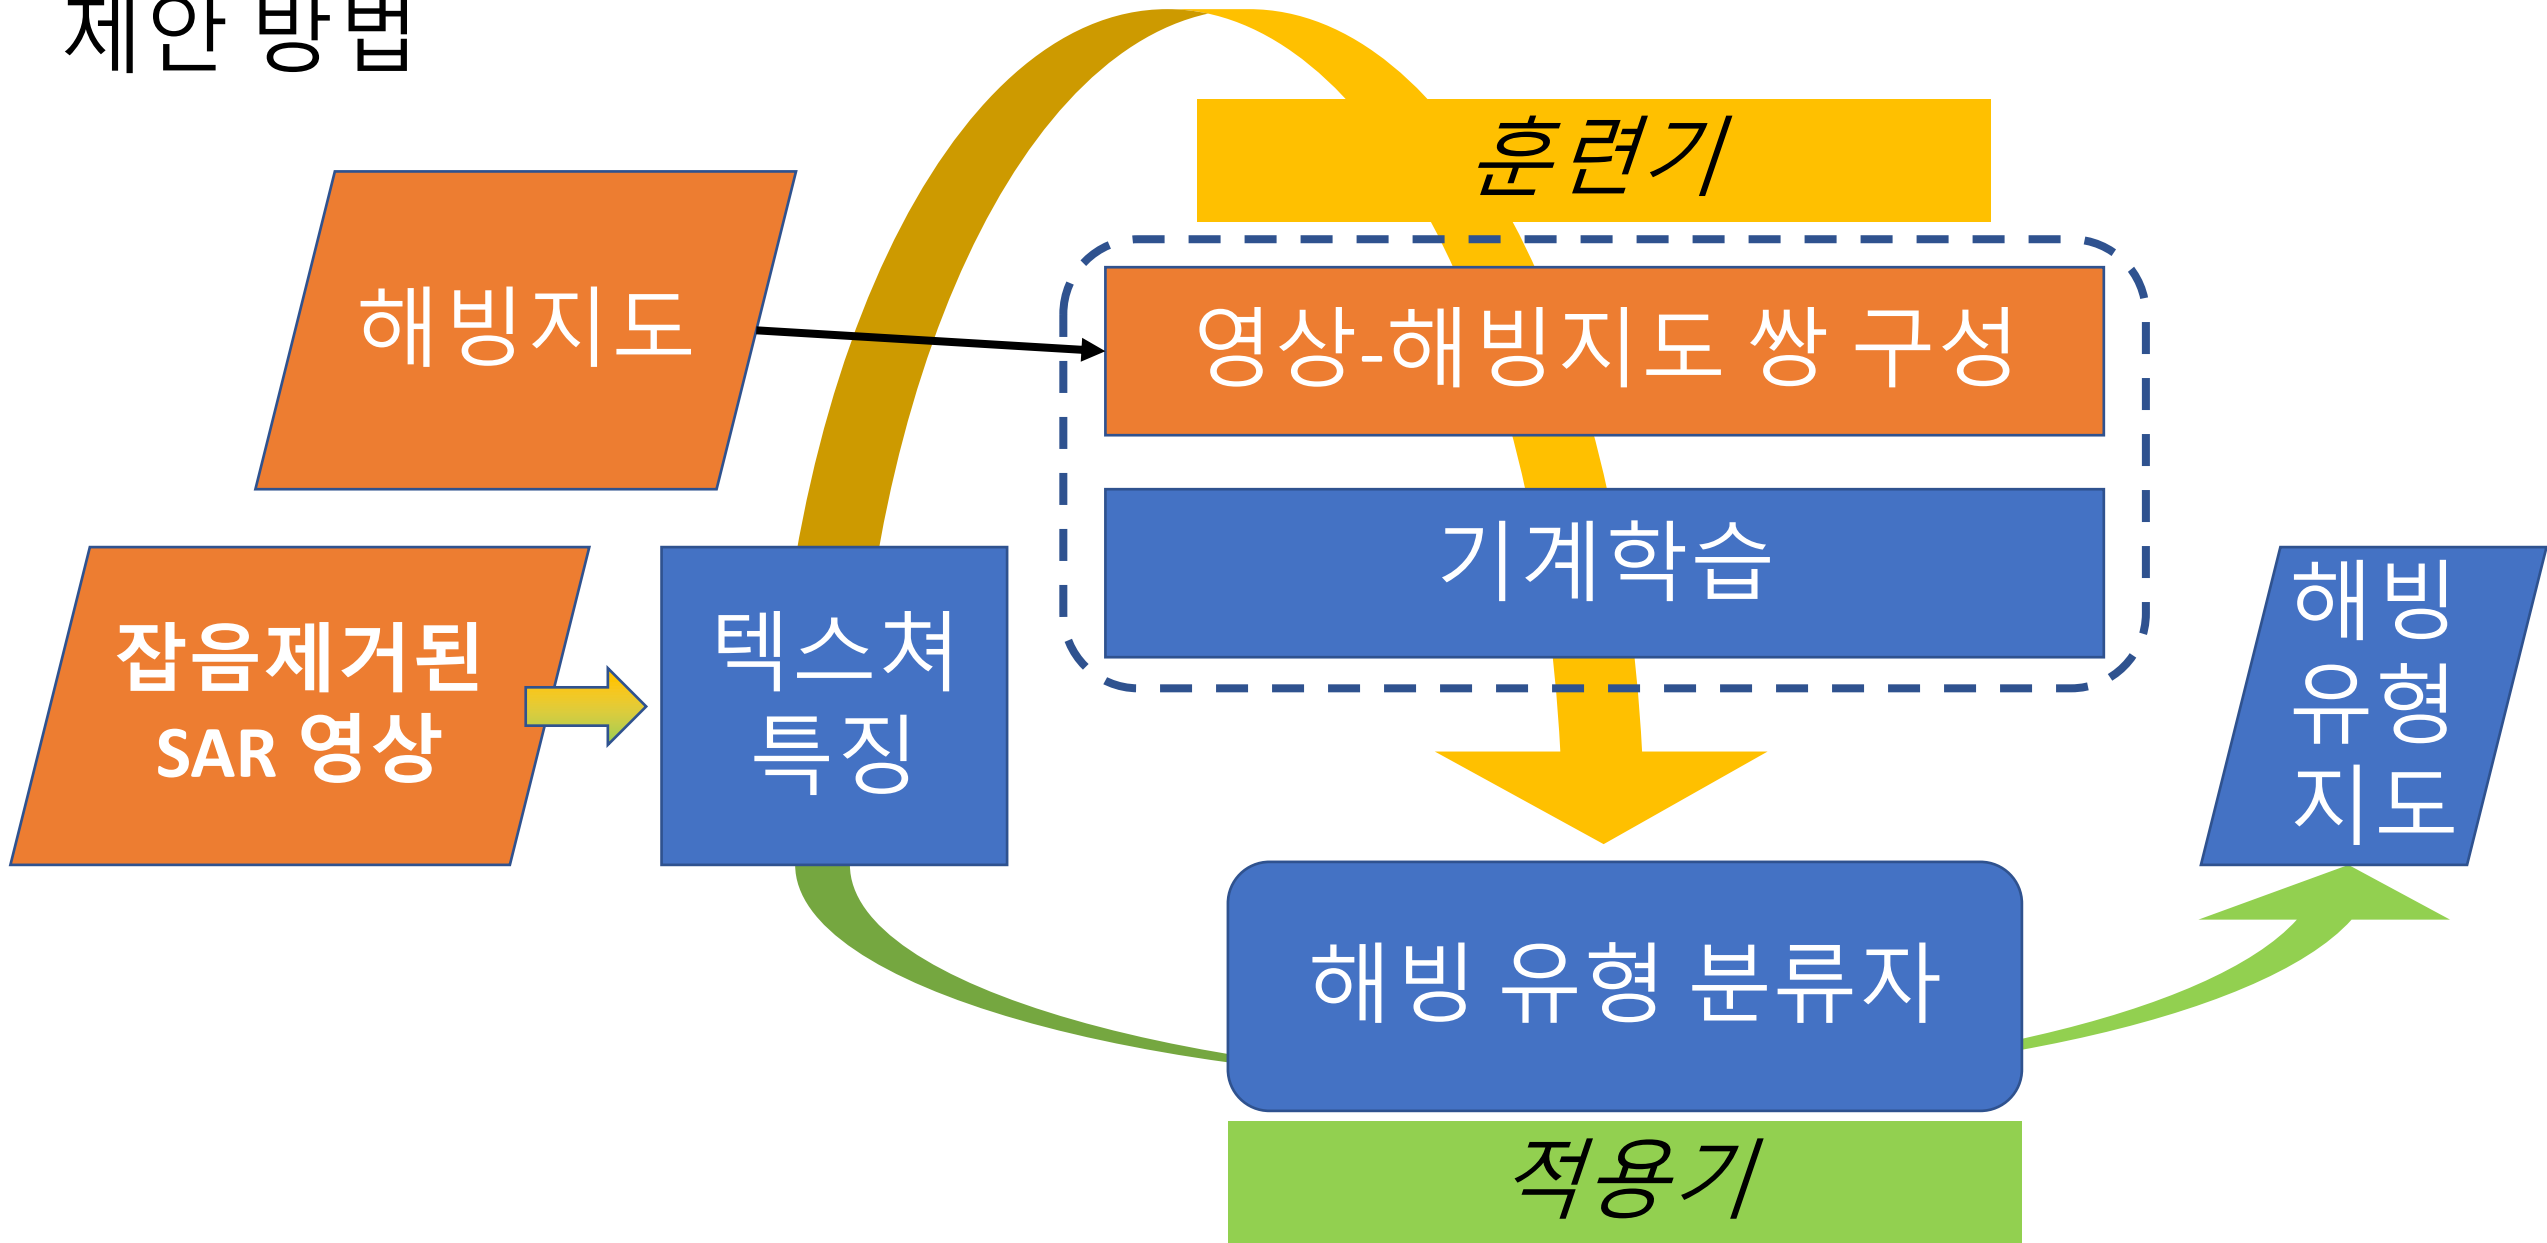 제안 방법
훈련기
해빙지도
영상-해빙지도 쌍 구성
기계학습
잡음제거된
SAR 영상
텍스쳐
특징
해빙
유형
지도
해빙 유형 분류자
적용기